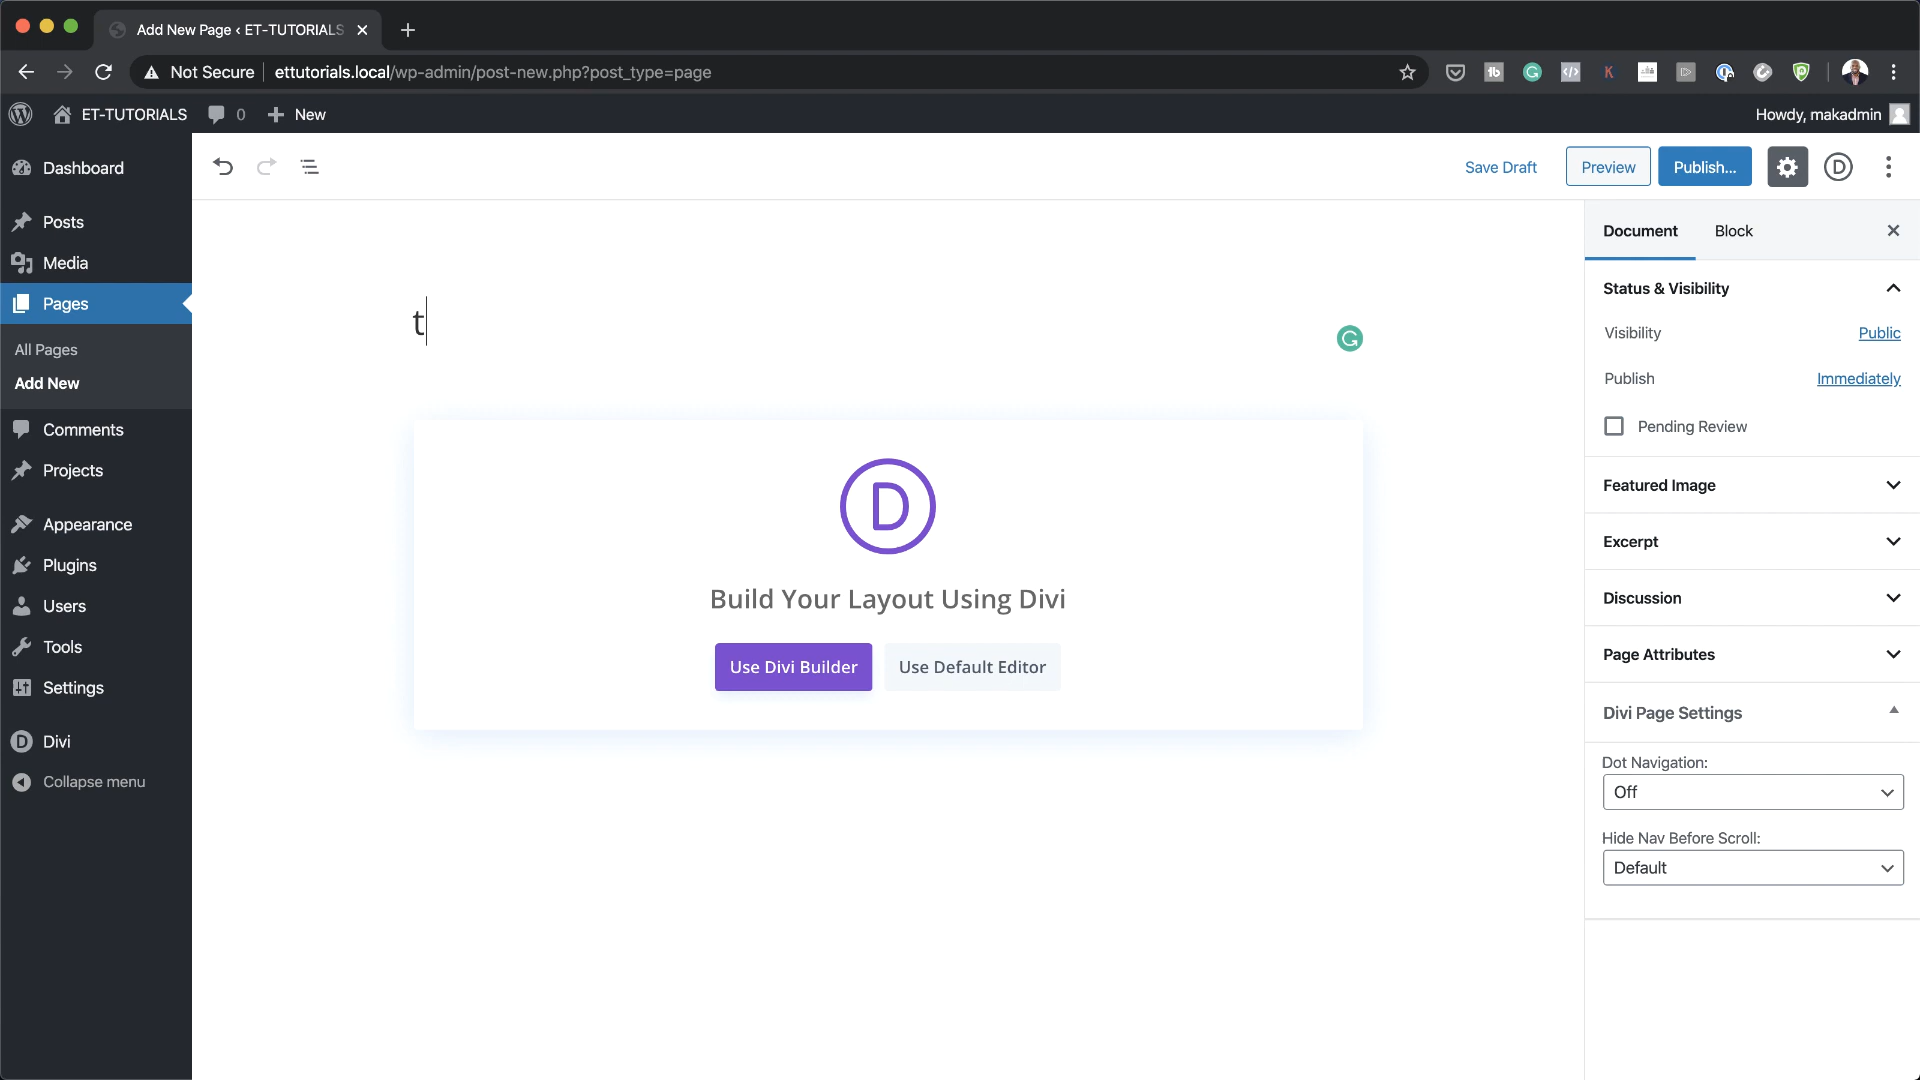 Add New Page ‹ ET-TUTORIALS
Not Secure
ettutorials.local/wp-admin/post-new.php?post_type=page
ET-TUTORIALS
0
New
Howdy, makadmin
Dashboard
Posts
Media
Pages
All Pages
Add New
Comments
Projects
Appearance
Plugins
Users
Tools
Settings
Divi
Collapse menu
Save Draft
Preview
Publish...
t
D
Build Your Layout Using Divi
Use Divi Builder
Use Default Editor
Document
Block
Status & Visibility
Visibility
Public
Publish
Immediately
Pending Review
Featured Image
Excerpt
Discussion
Page Attributes
Divi Page Settings
Dot Navigation:
Off
Hide Nav Before Scroll:
Default